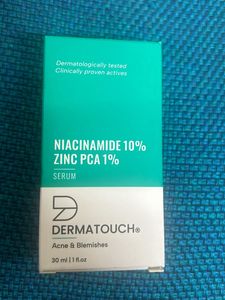 Dermatologically tested
Clinically proven actives
NIACINAMIDE 10%
ZINC PCA 1%
SERUM
DERMATOUCH®
Acne & Blemishes
30 ml | 1 fl.oz